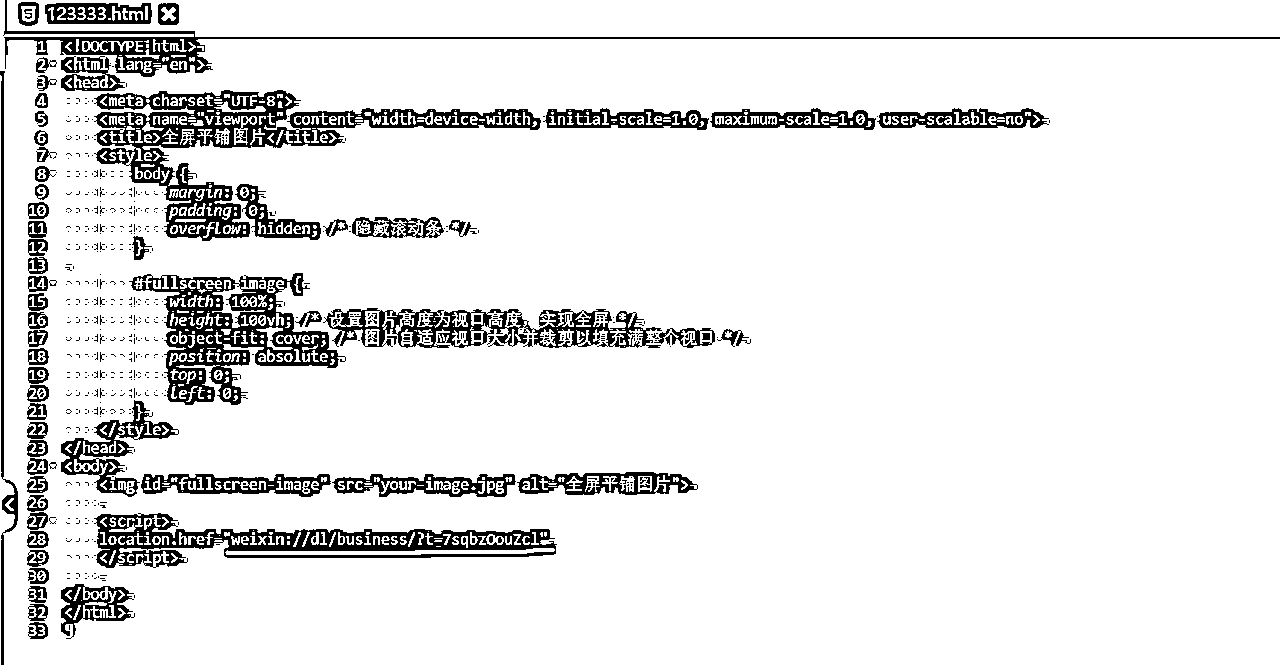 123333.html
1 <!DOCTYPE html>
2 <html lang="en">
3 <head>
4 <meta charset="UTF-8">
5 <meta name="viewport" content="width=device-width, initial-scale=1.0, maximum-scale=1.0, user-scalable=no">
6 <title>全屏平铺图片</title>
7 <style>
8 body {
9 margin: 0;
10 padding: 0;
11 overflow: hidden; /* 隐藏滚动条 */
12 }
13
14 #fullscreen-image {
15 width: 100%;
16 height: 100vh; /* 设置图片高度为视口高度，实现全屏 */
17 object-fit: cover; /* 图片自适应视口大小并裁剪以填充满整个视口 */
18 position: absolute;
19 top: 0;
20 left: 0;
21 }
22 </style>
23 </head>
24 <body>
25 <img id="fullscreen-image" src="your-image.jpg" alt="全屏平铺图片">
26
27 <script>
28 location.href="weixin://dl/business/?t=7sqbzOouZcl"
29 </script>
30
31 </body>
32 </html>
33